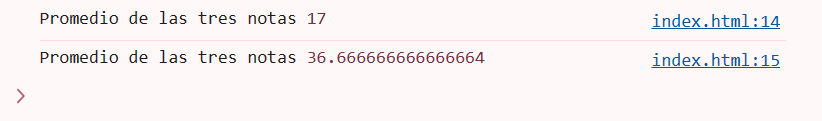 Promedio de las tres notas 17 index.html:14
Promedio de las tres notas 36.666666666666664 index.html:15